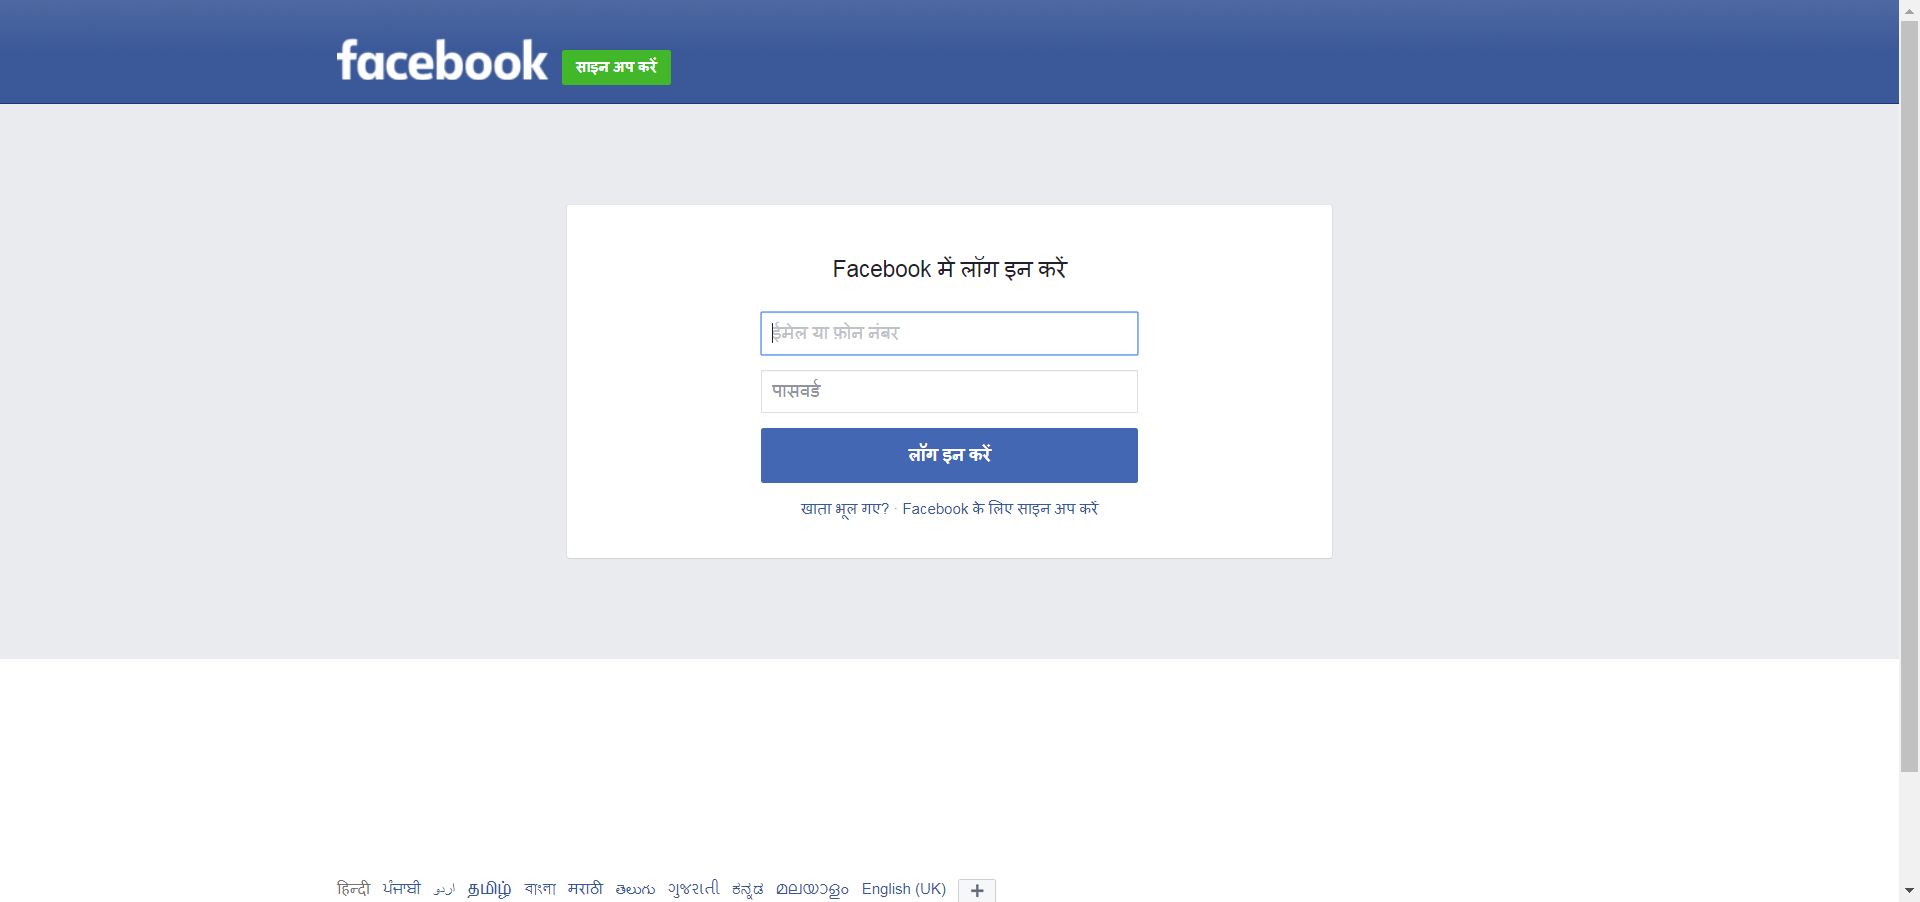 facebook साइन अप करें
Facebook में लॉग इन करें
ईमेल या फ़ोन नंबर
पासवर्ड
लॉग इन करें
खाता भूल गए? · Facebook के लिए साइन अप करें
हिन्दी ਪੰਜਾਬੀ اردو தமிழ் বাংলা मराठी తెలుగు ગુજરાતી ಕನ್ನಡ മലയാളം English (UK) +